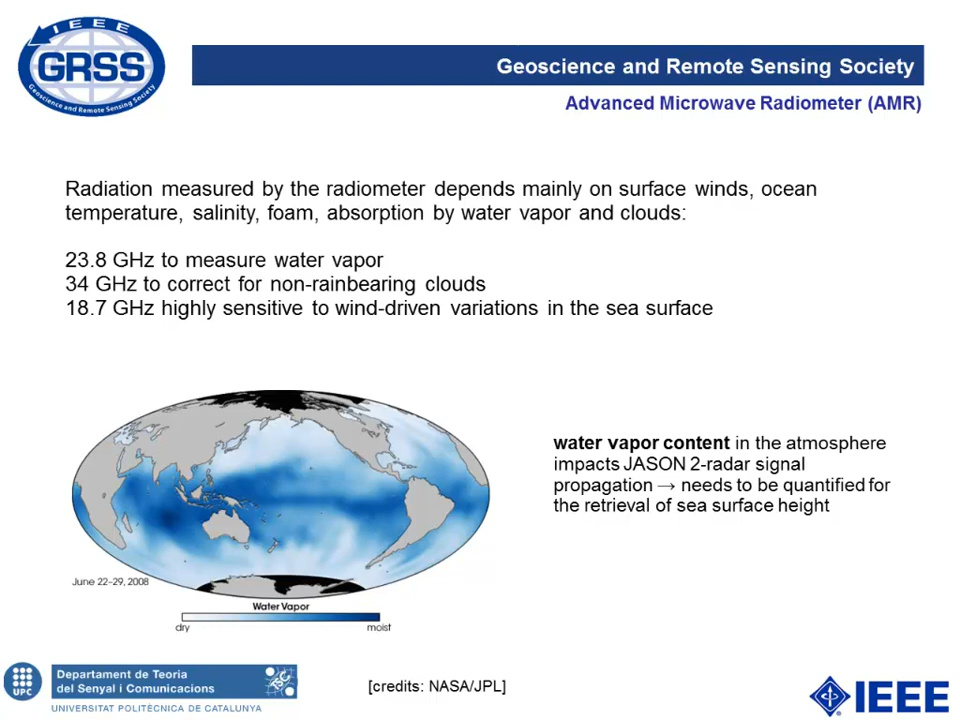 IEEE
GRSS
Geoscience and Remote Sensing Society
Geoscience and Remote Sensing Society
Advanced Microwave Radiometer (AMR)
Radiation measured by the radiometer depends mainly on surface winds, ocean
temperature, salinity, foam, absorption by water vapor and clouds:
23.8 GHz to measure water vapor
34 GHz to correct for non-rainbearing clouds
18.7 GHz highly sensitive to wind-driven variations in the sea surface
water vapor content in the atmosphere
impacts JASON 2-radar signal
propagation → needs to be quantified for
the retrieval of sea surface height
June 22–29, 2008
Water Vapor
dry moist
UPC
Departament de Teoria
del Senyal i Comunicacions
UNIVERSITAT POLITÈCNICA DE CATALUNYA
[credits: NASA/JPL]
IEEE